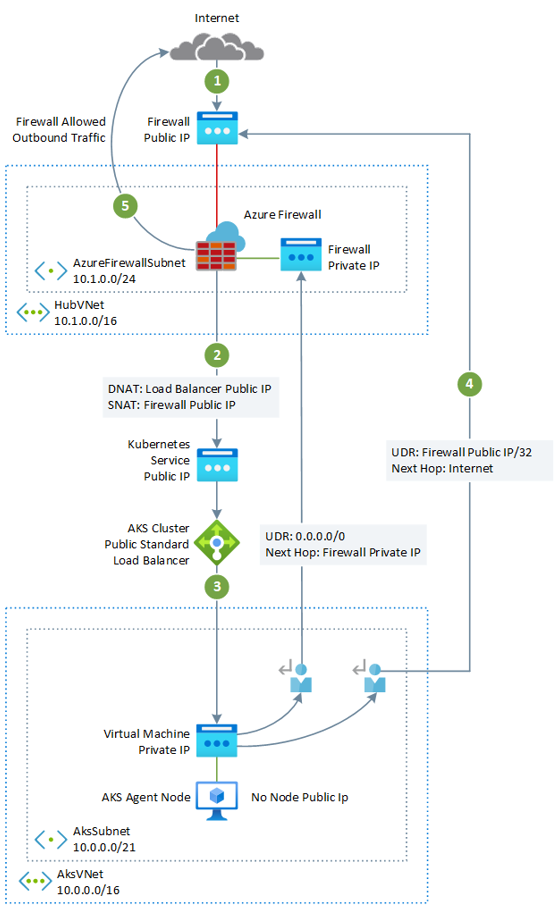 Internet
1
Firewall Allowed
Outbound Traffic
Firewall
Public IP
5
Azure Firewall
Firewall
Private IP
AzureFirewallSubnet
10.1.0.0/24
HubVNet
10.1.0.0/16
2
4
DNAT: Load Balancer Public IP
SNAT: Firewall Public IP
Kubernetes
Service
Public IP
UDR: Firewall Public IP/32
Next Hop: Internet
AKS Cluster
Public Standard
Load Balancer
UDR: 0.0.0.0/0
Next Hop: Firewall Private IP
3
Virtual Machine
Private IP
AKS Agent Node
No Node Public Ip
AksSubnet
10.0.0.0/21
AksVNet
10.0.0.0/16